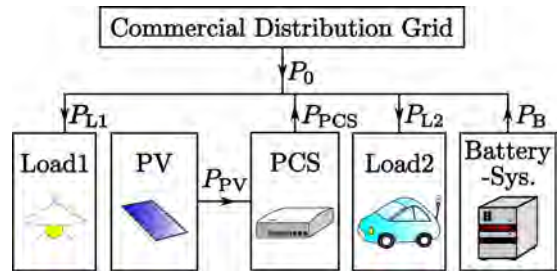 Commercial Distribution Grid
P0
PL1
PPCS
PL2
PB
Load1
PV
PPV
PCS
Load2
Battery
-Sys.